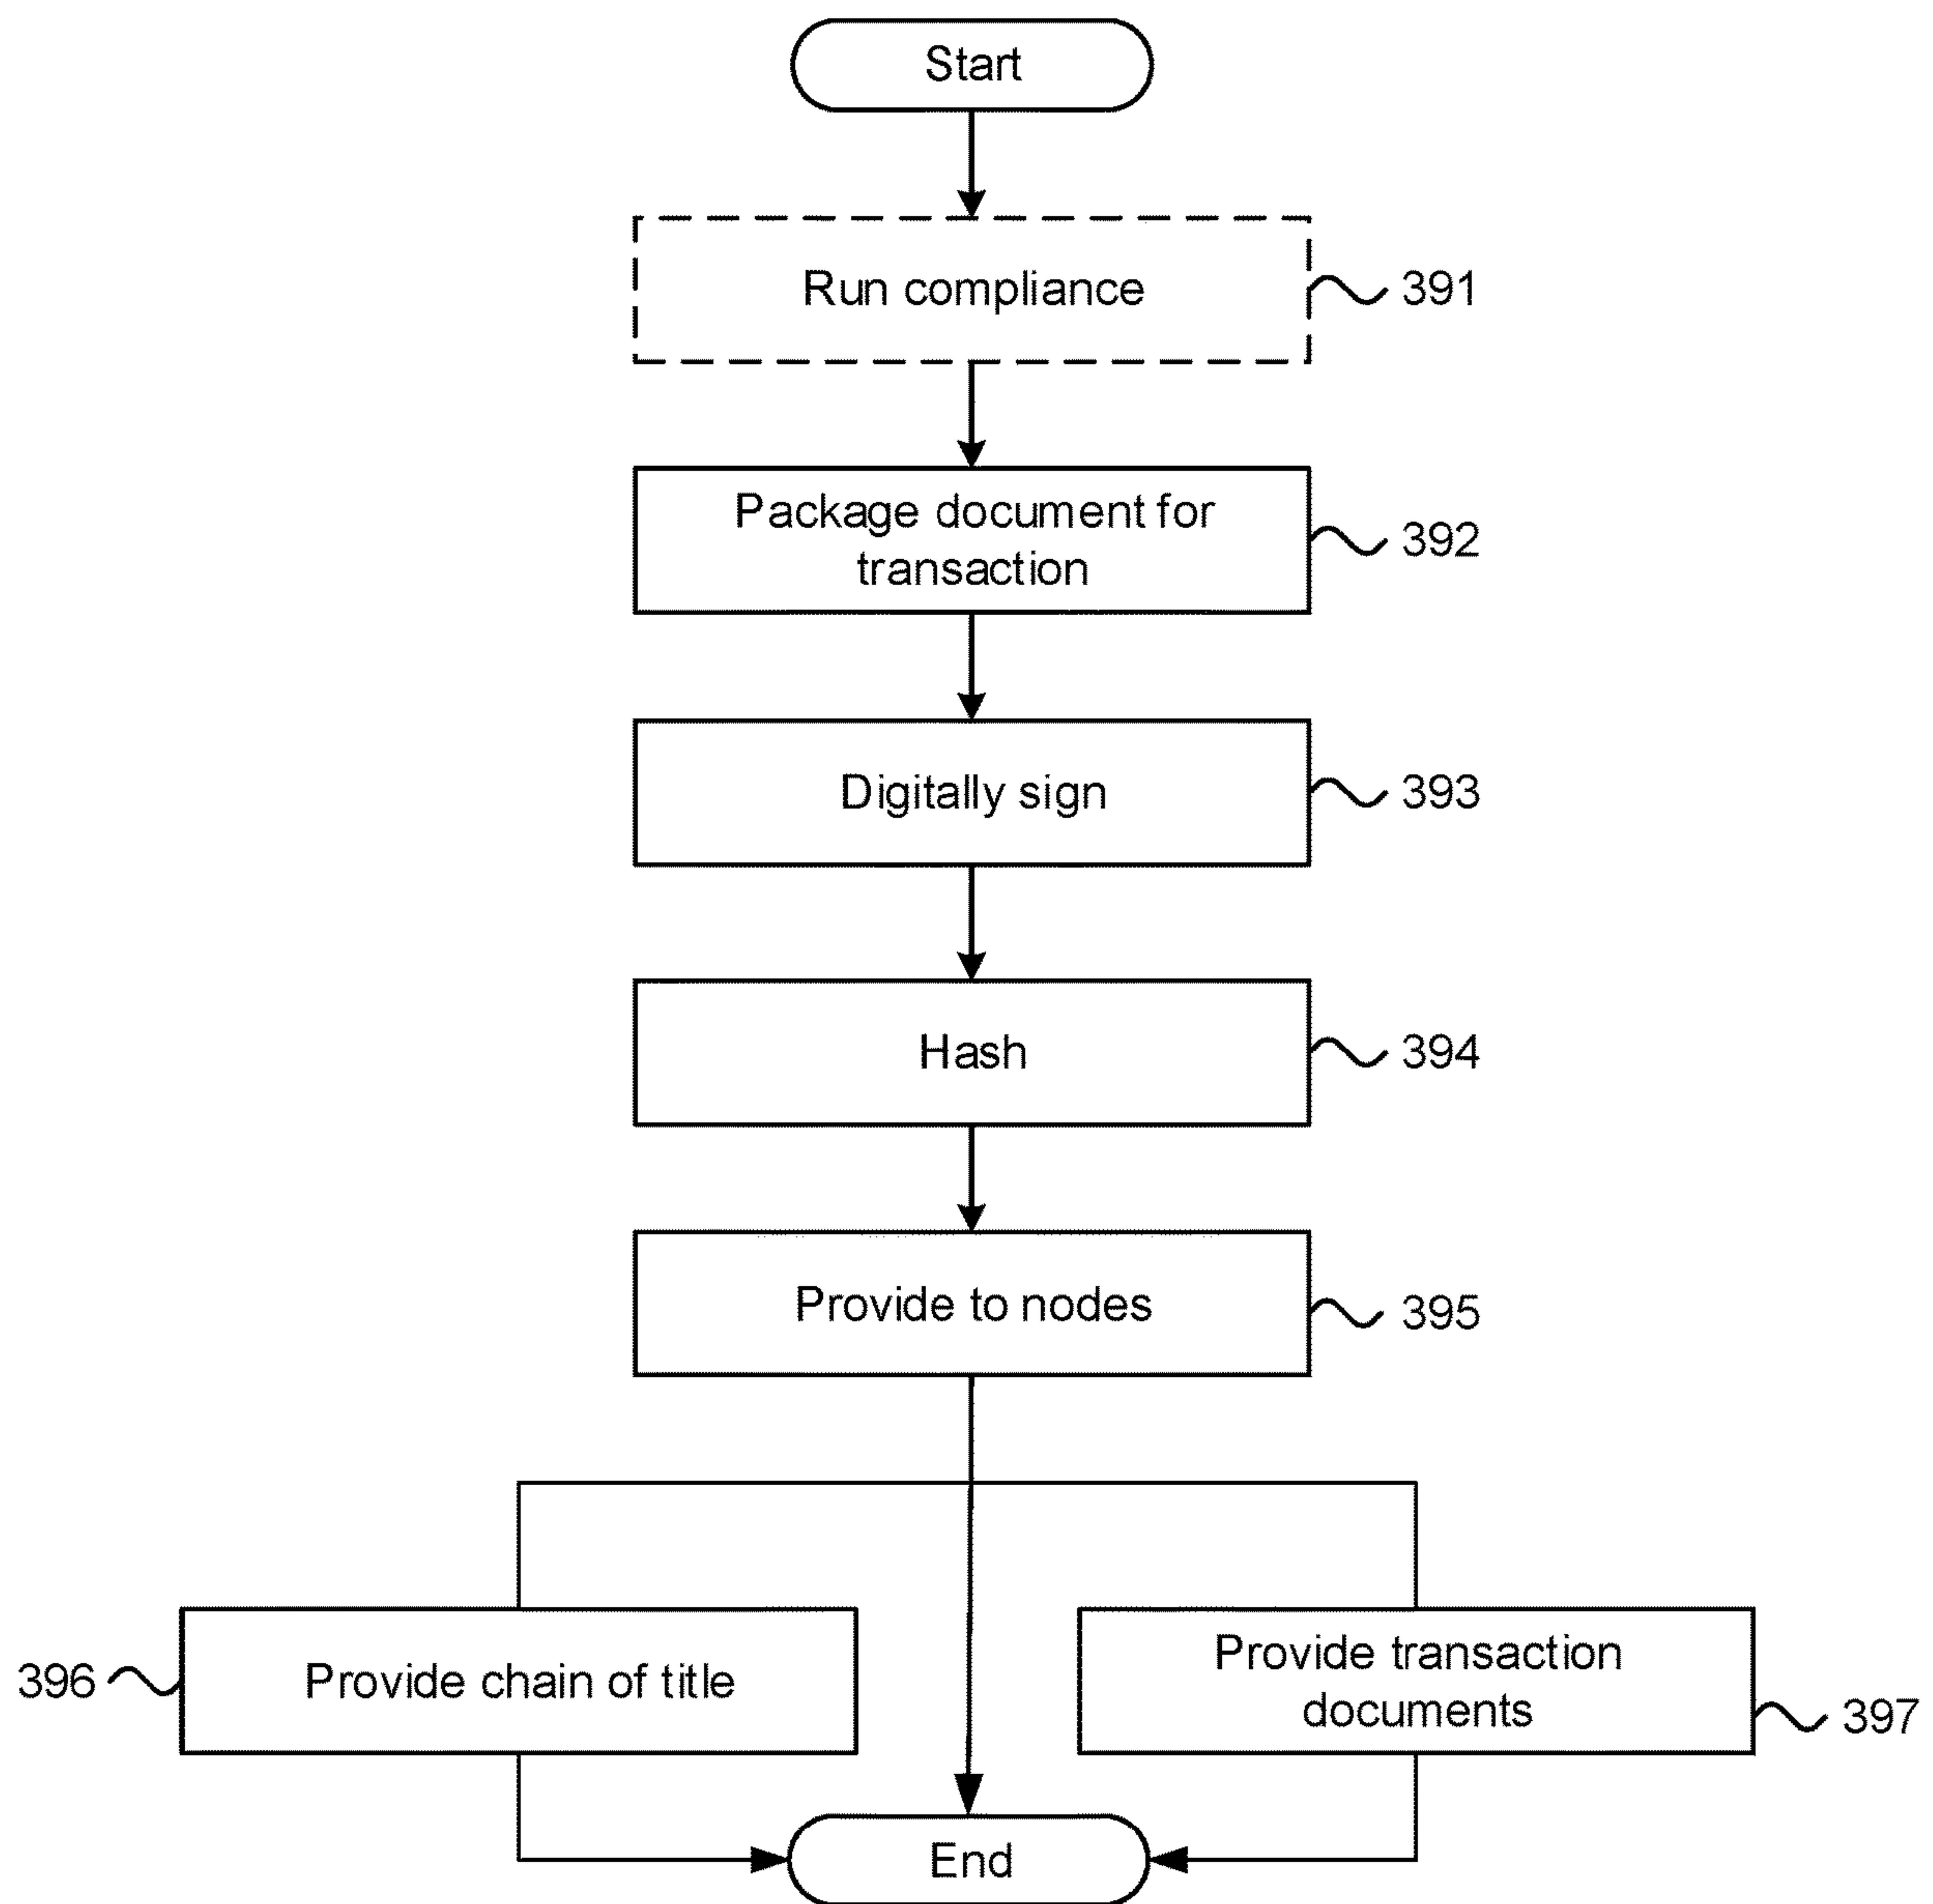 Start
Run compliance
391
Package document for
transaction
392
Digitally sign
393
Hash
394
Provide to nodes
395
396
Provide chain of title
Provide transaction
documents
397
End